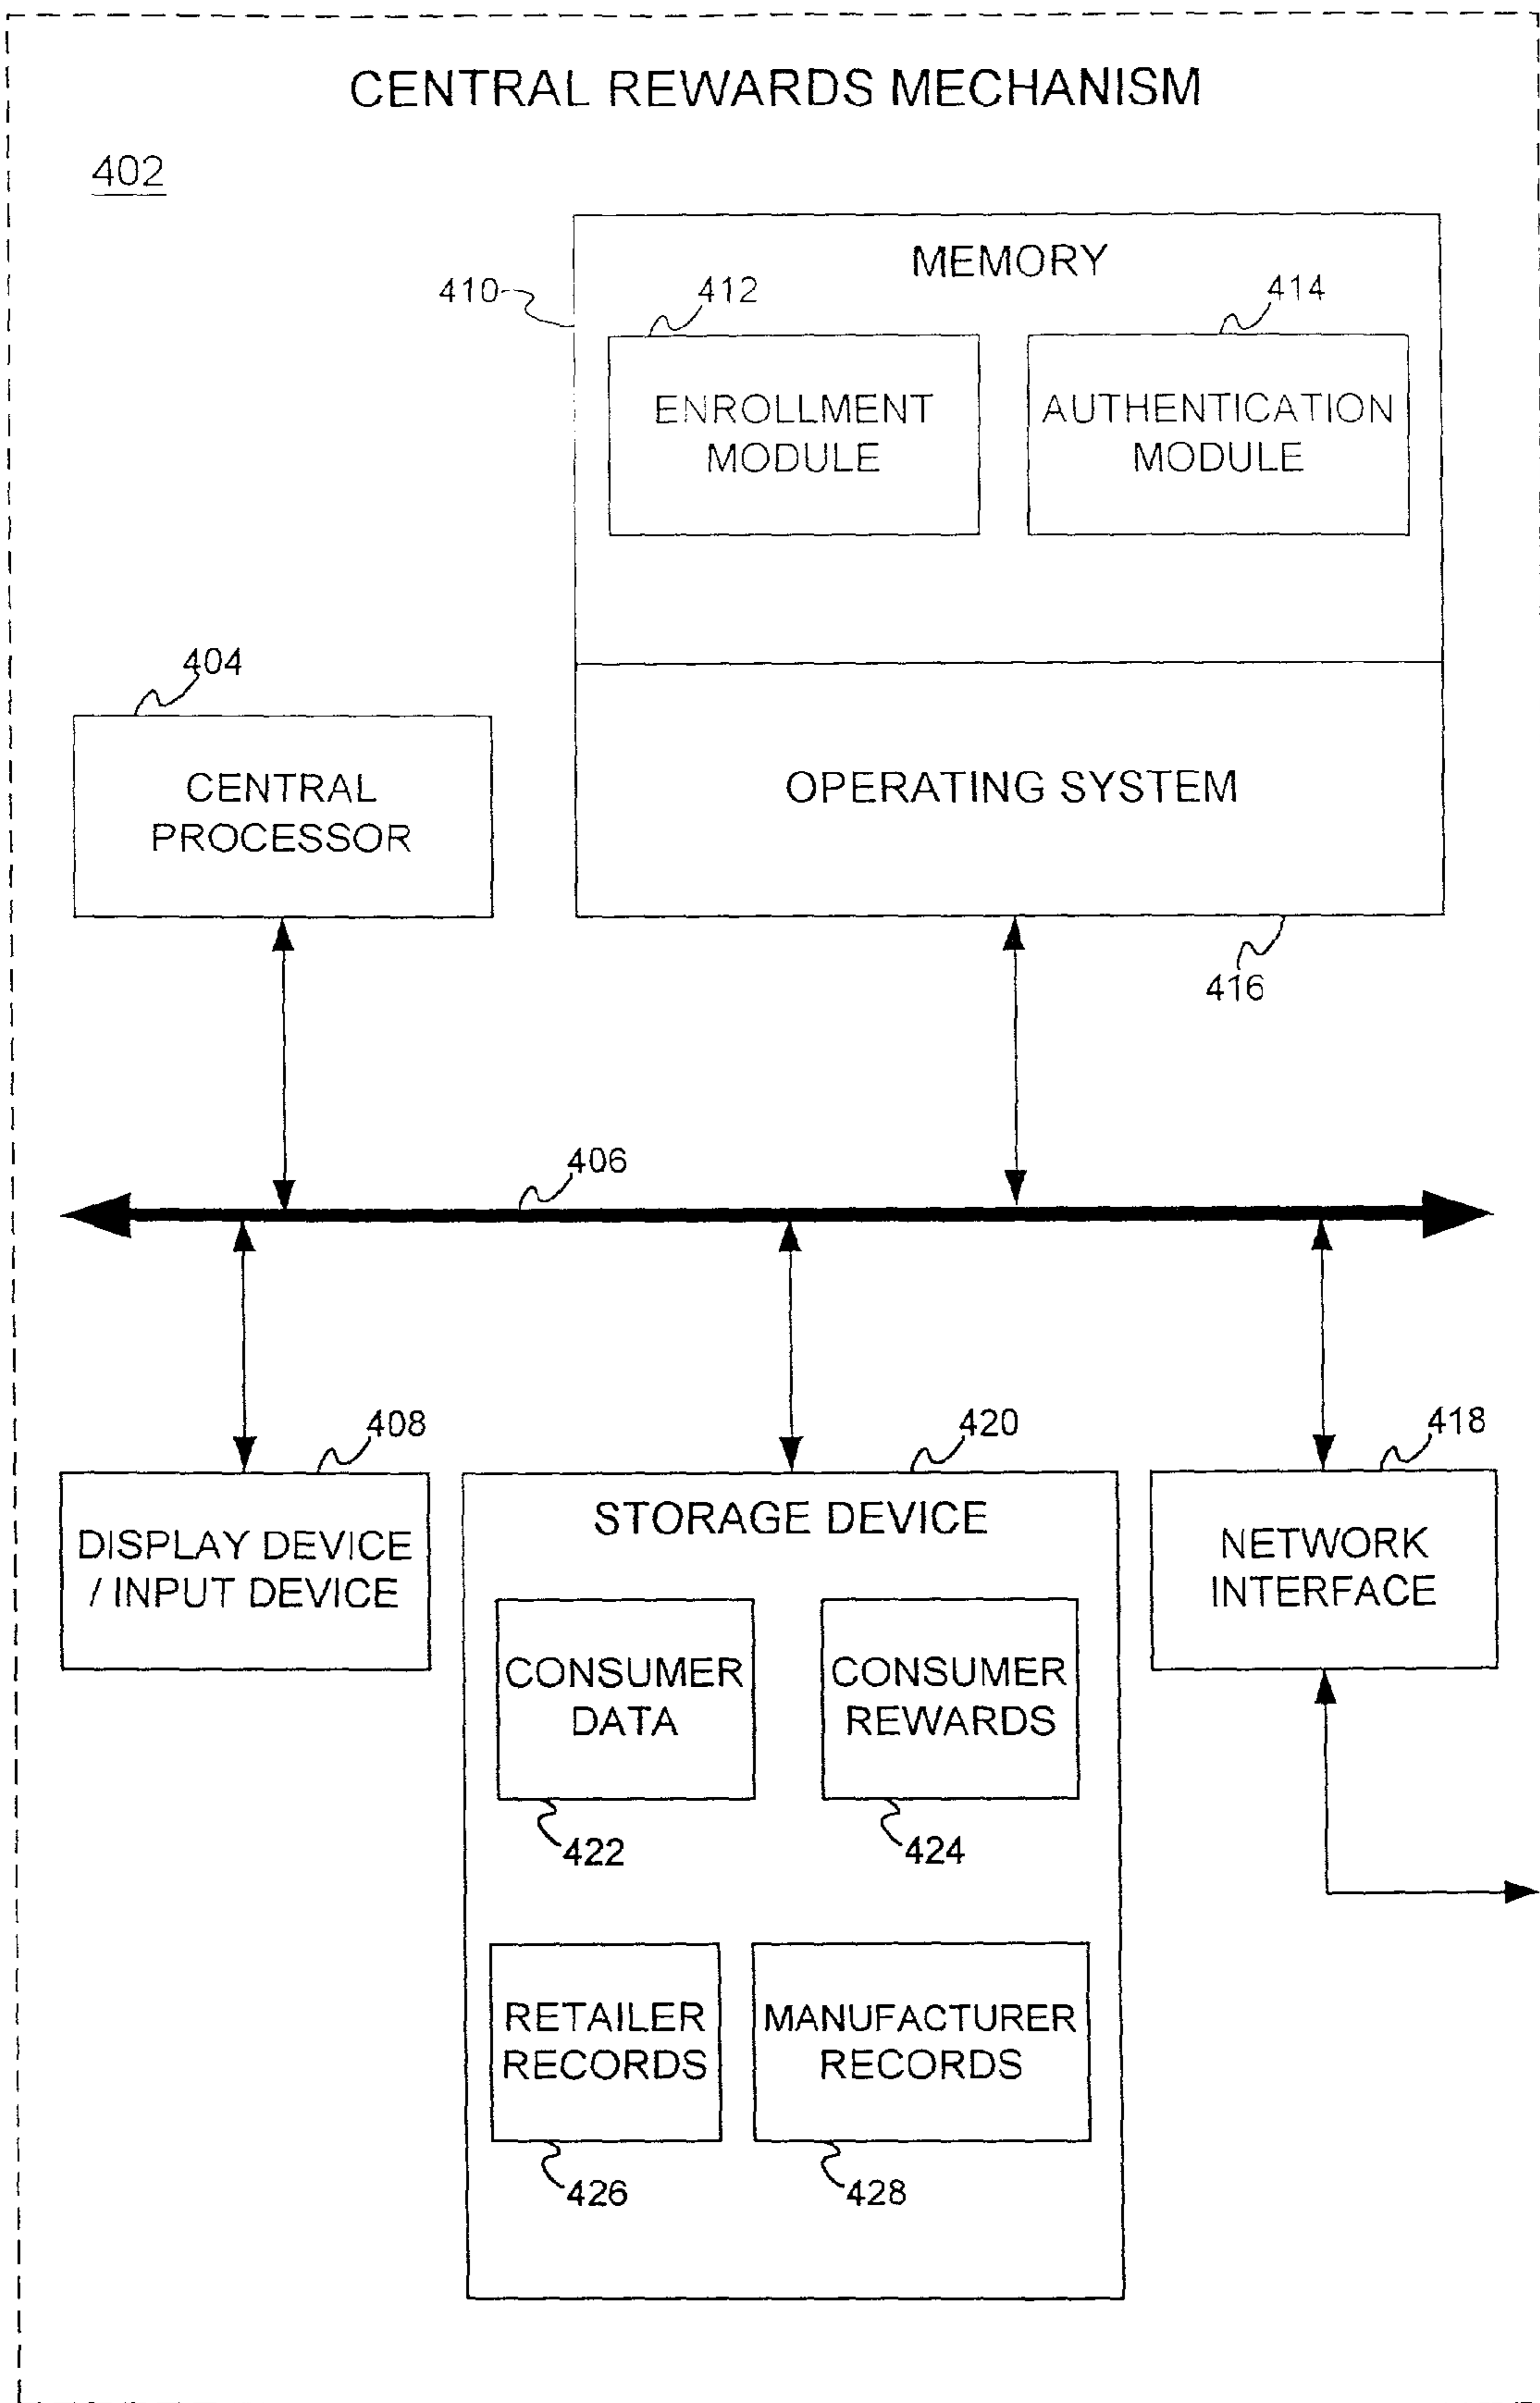 CENTRAL REWARDS MECHANISM
402
MEMORY
410
412
414
ENROLLMENT
MODULE
AUTHENTICATION
MODULE
404
CENTRAL
PROCESSOR
OPERATING SYSTEM
416
406
408
420
418
DISPLAY DEVICE
/ INPUT DEVICE
STORAGE DEVICE
NETWORK
INTERFACE
CONSUMER
DATA
CONSUMER
REWARDS
422
424
RETAILER
RECORDS
MANUFACTURER
RECORDS
426
428